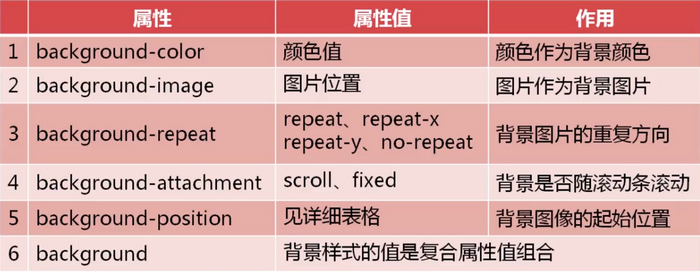 属性 属性值 作用
1 background-color 颜色值 颜色作为背景颜色
2 background-image 图片位置 图片作为背景图片
3 background-repeat repeat、repeat-x
repeat-y、no-repeat 背景图片的重复方向
4 background-attachment scroll、fixed 背景是否随滚动条滚动
5 background-position 见详细表格 背景图像的起始位置
6 background 背景样式的值是复合属性值组合